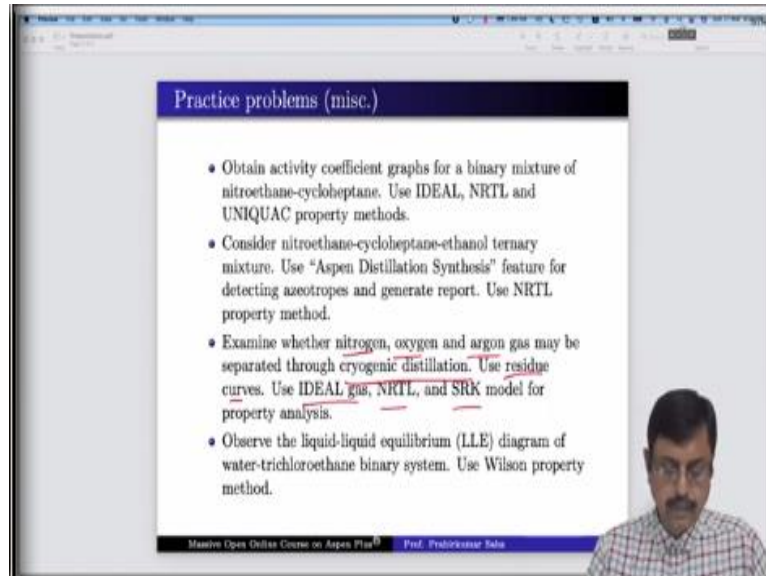 Practice problems (misc.)
• Obtain activity coefficient graphs for a binary mixture of
nitroethane-cycloheptane. Use IDEAL, NRTL and
UNIQUAC property methods.
• Consider nitroethane-cycloheptane-ethanol ternary
mixture. Use “Aspen Distillation Synthesis” feature for
detecting azeotropes and generate report. Use NRTL
property method.
• Examine whether nitrogen, oxygen and argon gas may be
separated through cryogenic distillation. Use residue
curves. Use IDEAL gas, NRTL, and SRK model for
property analysis.
• Observe the liquid-liquid equilibrium (LLE) diagram of
water-trichloroethane binary system. Use Wilson property
method.
Massive Open Online Course on Aspen Plus® Prof. Prabirkumar Saha